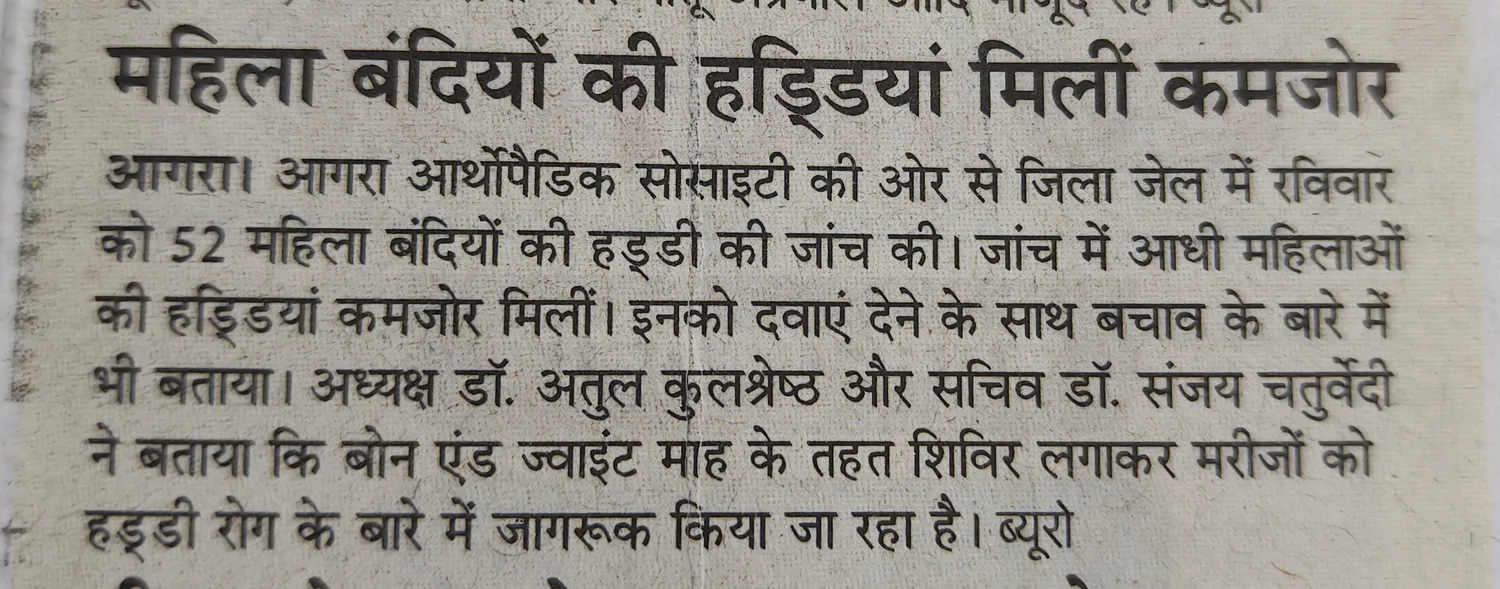 महिला बंदियों की हड्डियां मिलीं कमजोर
आगरा। आगरा आर्थोपैडिक सोसाइटी की ओर से जिला जेल में रविवार
को 52 महिला बंदियों की हड्डी की जांच की। जांच में आधी महिलाओं
की हड्डियां कमजोर मिलीं। इनको दवाएं देने के साथ बचाव के बारे में
भी बताया। अध्यक्ष डॉ. अतुल कुलश्रेष्ठ और सचिव डॉ. संजय चतुर्वेदी
ने बताया कि बोन एंड ज्वाइंट माह के तहत शिविर लगाकर मरीजों को
हड्डी रोग के बारे में जागरूक किया जा रहा है। ब्यूरो